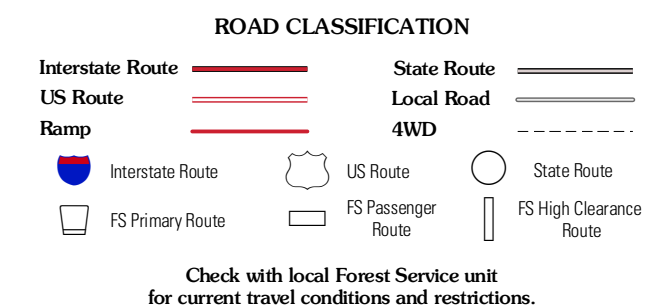 ROAD CLASSIFICATION
Interstate Route
State Route
US Route
Local Road
Ramp
4WD
Interstate Route
US Route
State Route
FS Primary Route
FS Passenger
Route
FS High Clearance
Route
Check with local Forest Service unit
for current travel conditions and restrictions.